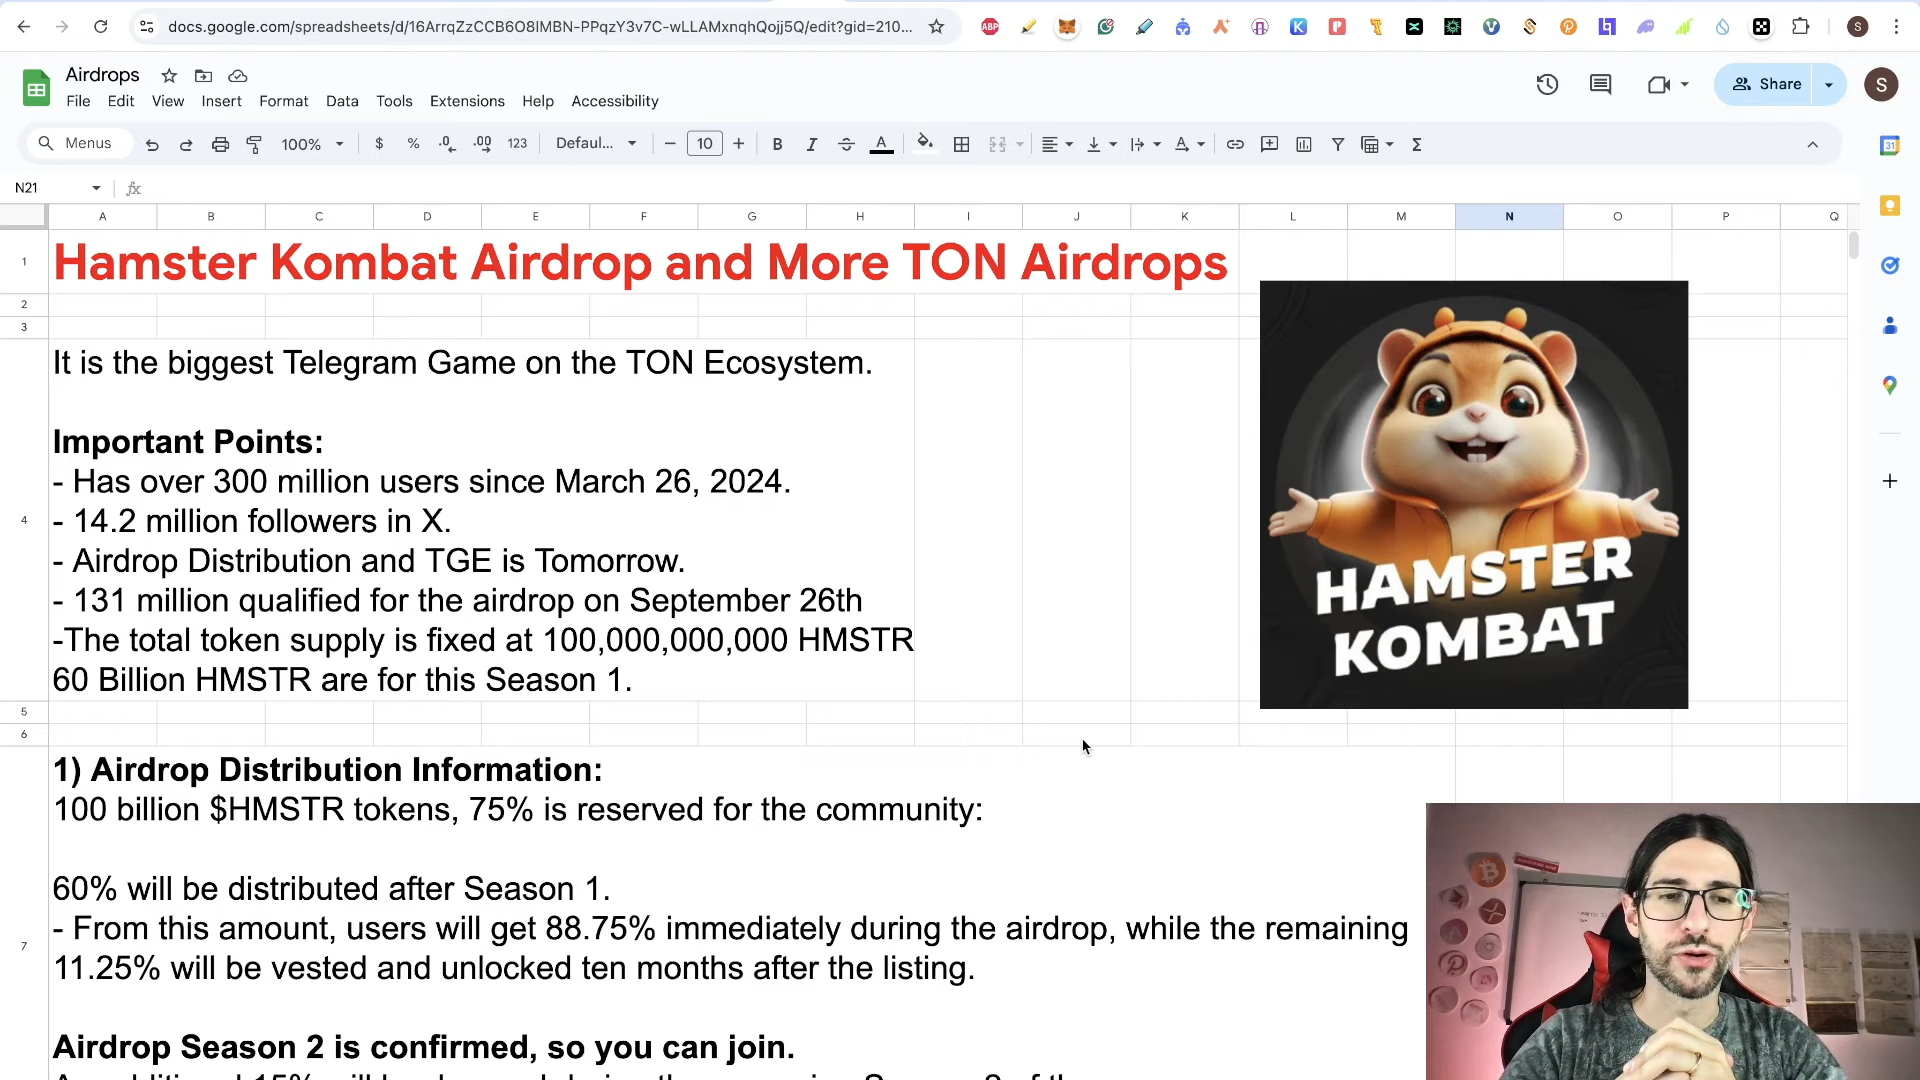 docs.google.com/spreadsheets/d/16ArrqZzCCB6O8lMBN-PPqzY3v7C-wLLAMxnqhQojj5Q/edit?gid=210...
Airdrops
File Edit View Insert Format Data Tools Extensions Help Accessibility
Share
S
Menus 100% $ % .0 .00 123 Defaul... 10 B I A
N21
A B C D E F G H I J K L M N O P Q
1
Hamster Kombat Airdrop and More TON Airdrops
2
3
4
It is the biggest Telegram Game on the TON Ecosystem.
Important Points:
- Has over 300 million users since March 26, 2024.
- 14.2 million followers in X.
- Airdrop Distribution and TGE is Tomorrow.
- 131 million qualified for the airdrop on September 26th
-The total token supply is fixed at 100,000,000,000 HMSTR
60 Billion HMSTR are for this Season 1.
HAMSTER
KOMBAT
5
6
7
1) Airdrop Distribution Information:
100 billion $HMSTR tokens, 75% is reserved for the community:
60% will be distributed after Season 1.
- From this amount, users will get 88.75% immediately during the airdrop, while the remaining
11.25% will be vested and unlocked ten months after the listing.
Airdrop Season 2 is confirmed, so you can join.